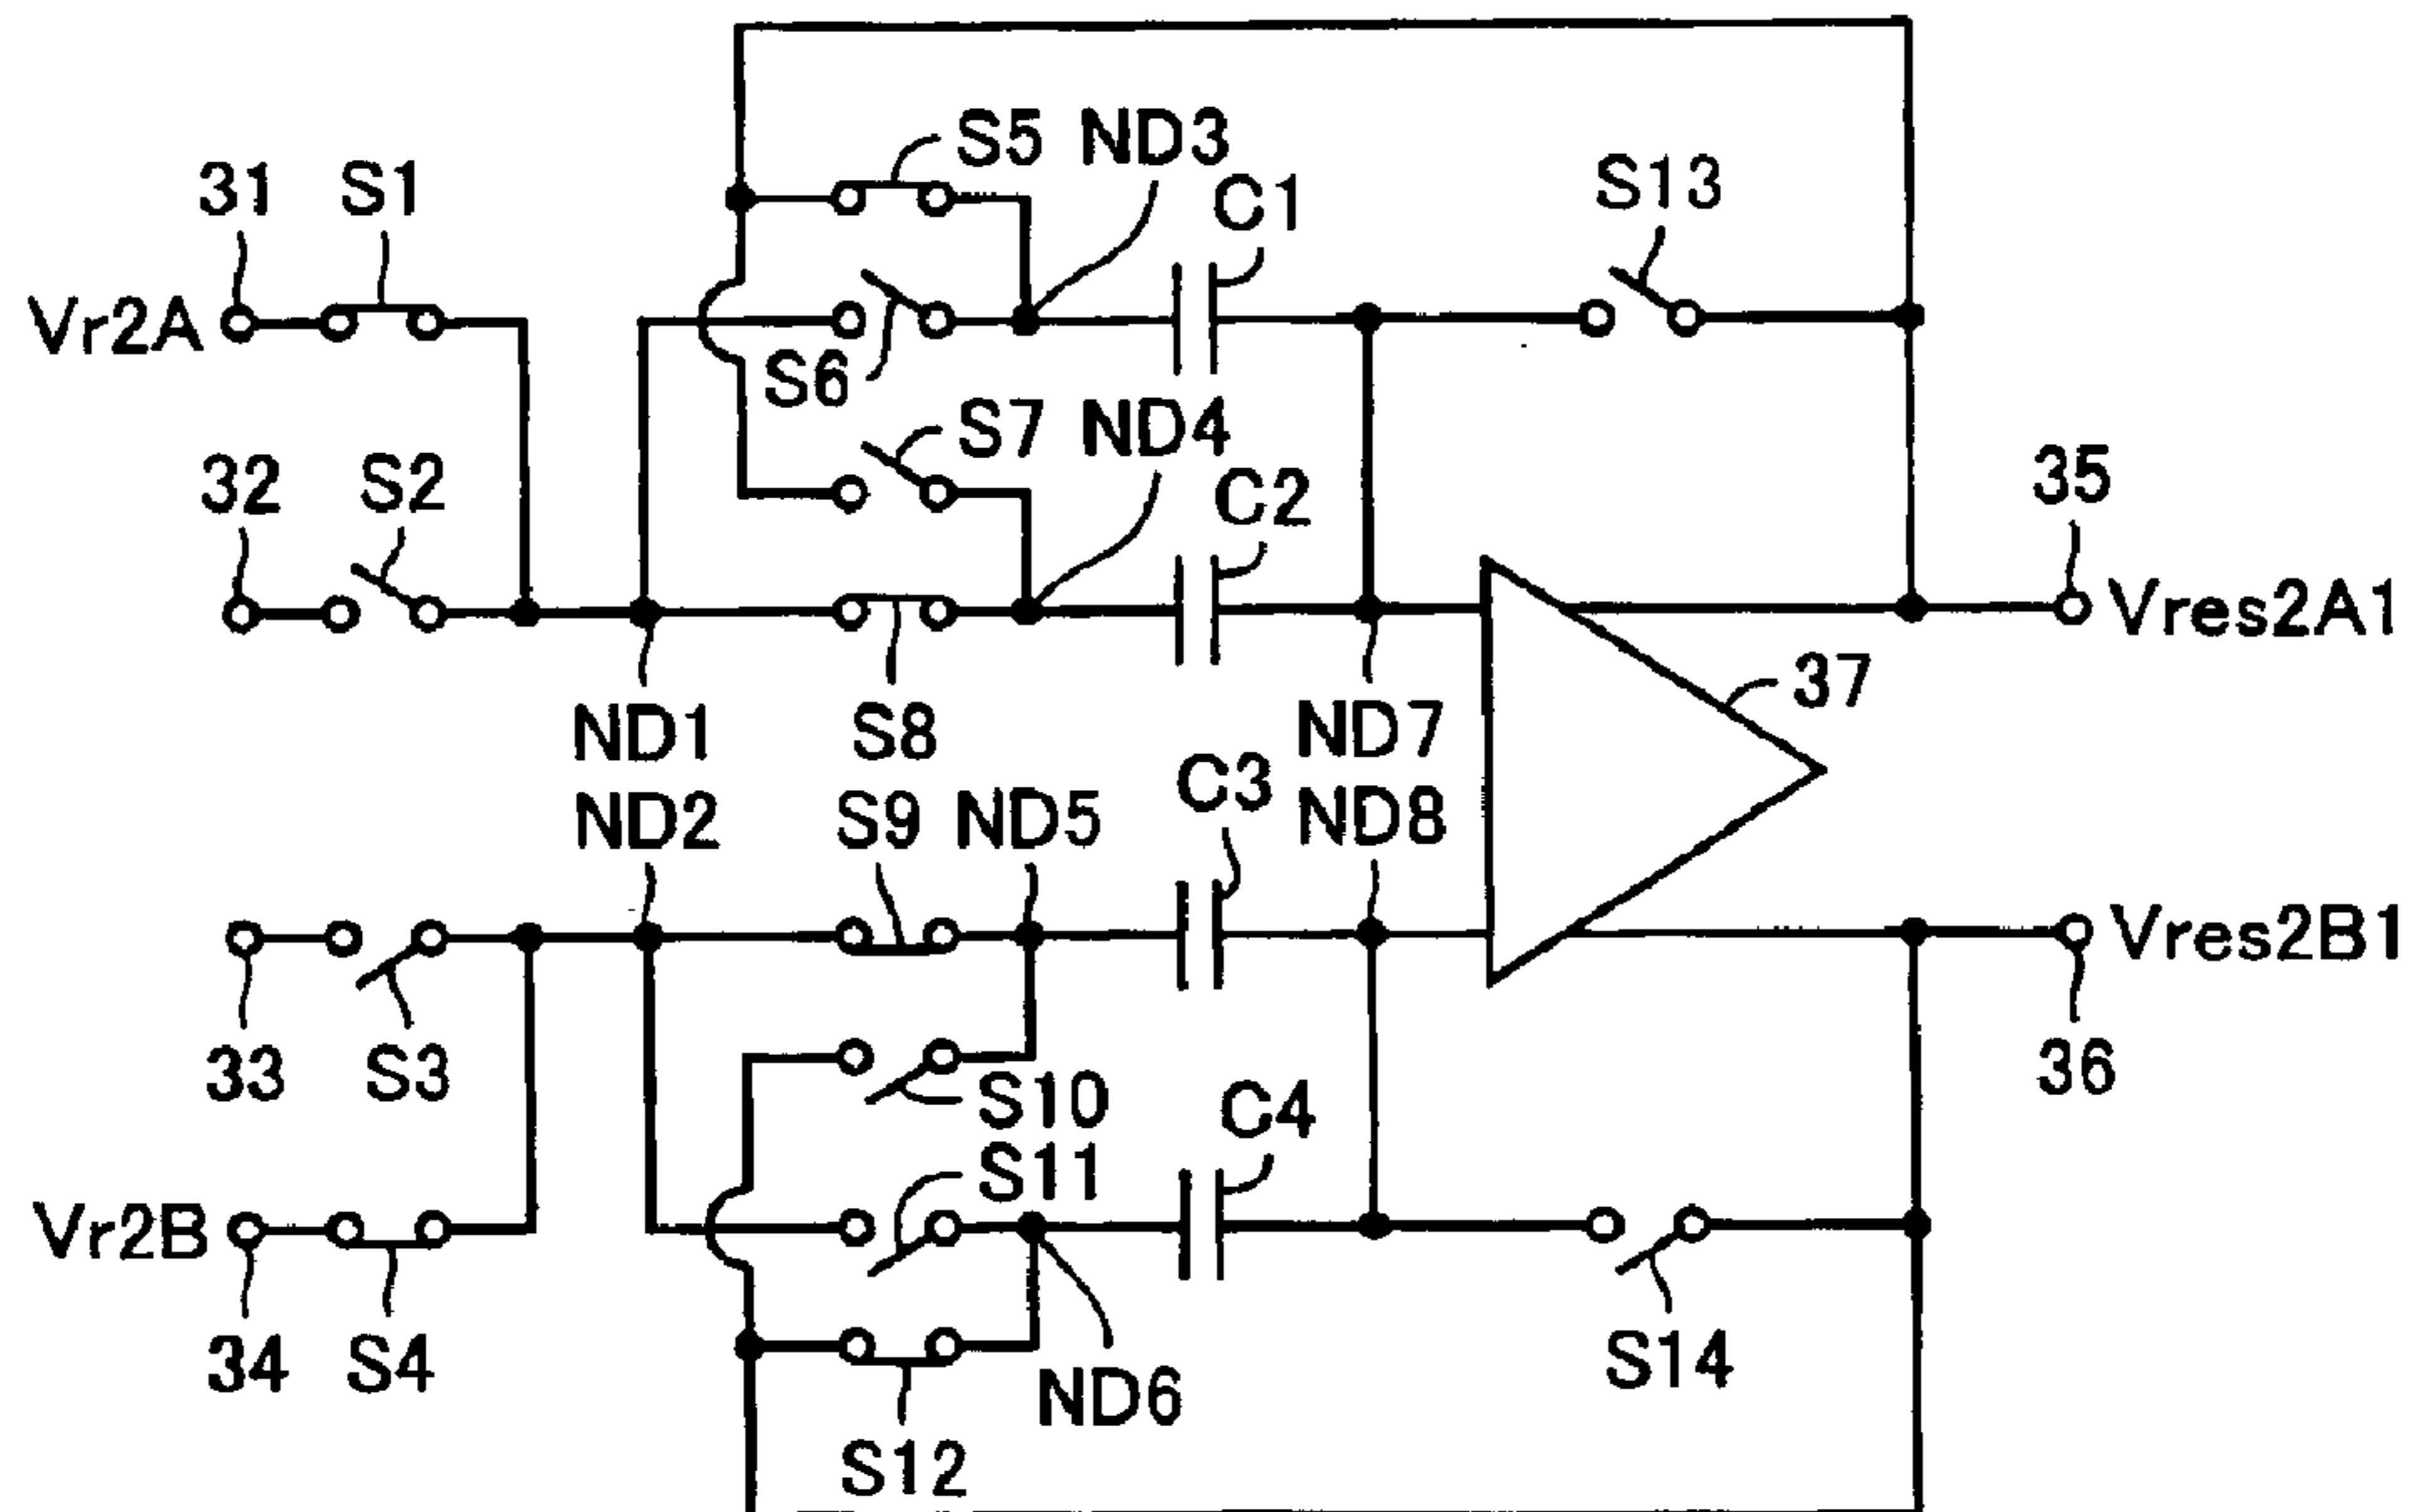 S5 ND3
31 S1 C1 S13
Vr2A
S6
S7 ND4
32 S2 C2 35
Vres2A1
37
ND1 S8 ND7
C3
ND2 S9 ND5 ND8
Vres2B1
33 S3 S10 C4 36
S11
Vr2B
34 S4 ND6 S14
S12